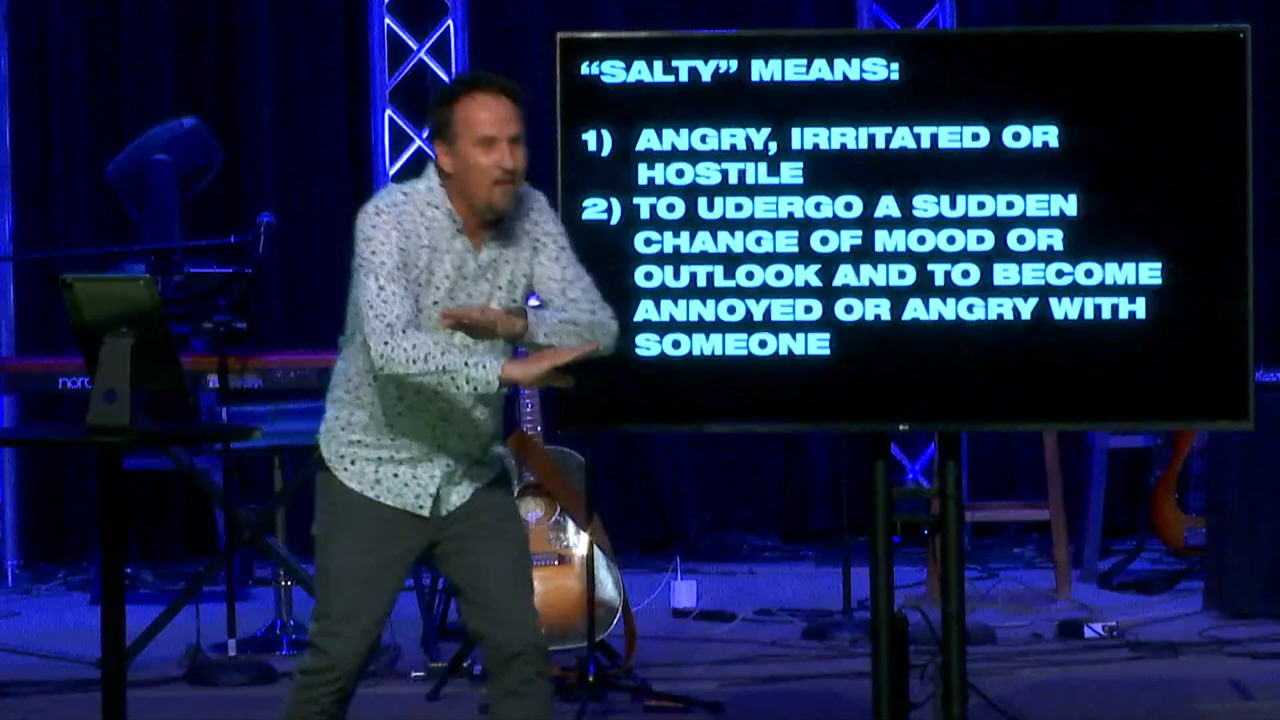 “SALTY” MEANS:
1) ANGRY, IRRITATED OR
HOSTILE
2) TO UDERGO A SUDDEN
CHANGE OF MOOD OR
OUTLOOK AND TO BECOME
ANNOYED OR ANGRY WITH
SOMEONE
nord